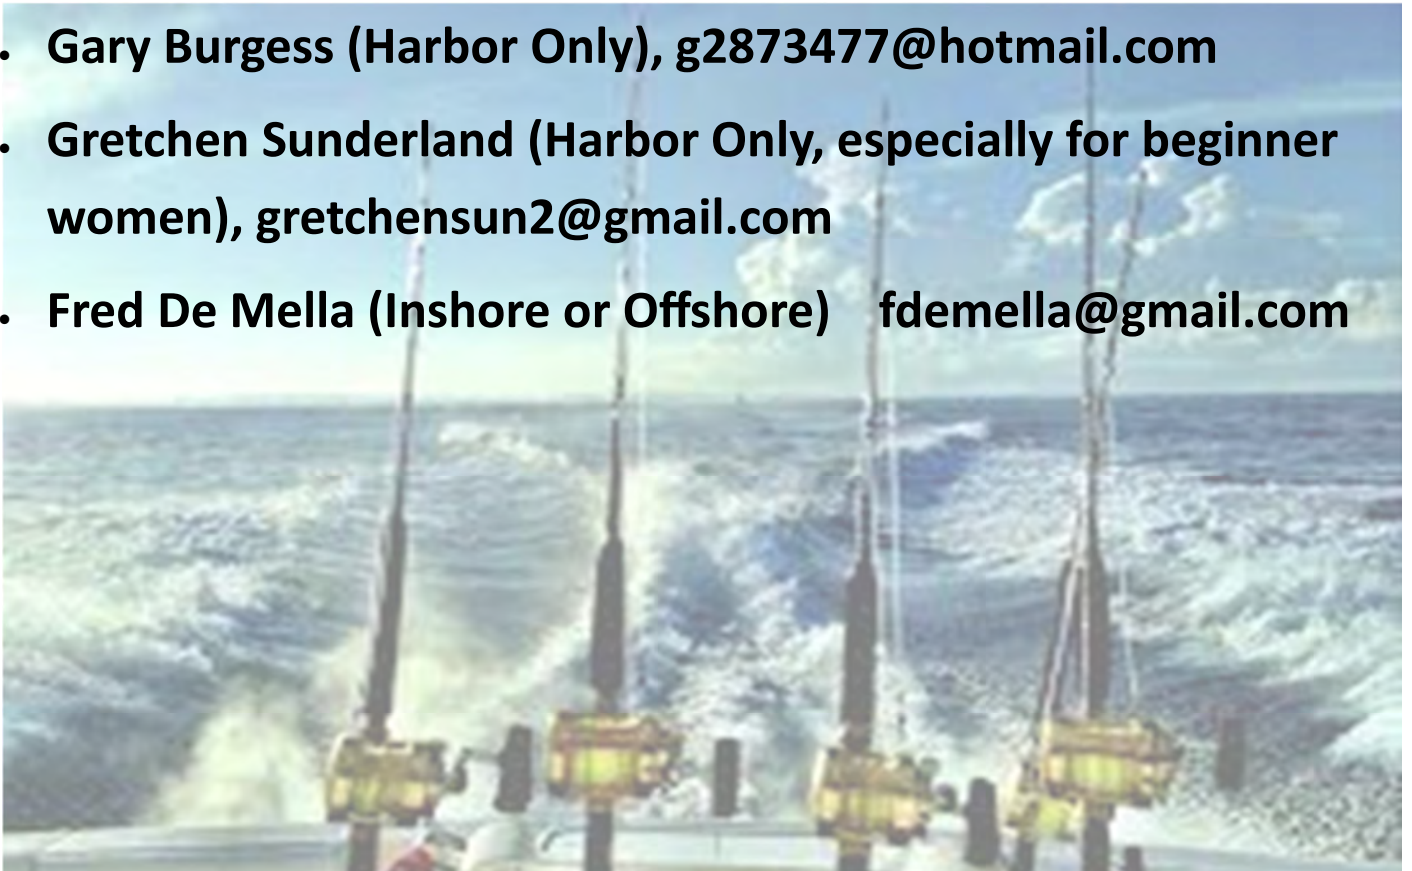 • Gary Burgess (Harbor Only), g2873477@hotmail.com
• Gretchen Sunderland (Harbor Only, especially for beginner
women), gretchensun2@gmail.com
• Fred De Mella (Inshore or Offshore) fdemella@gmail.com